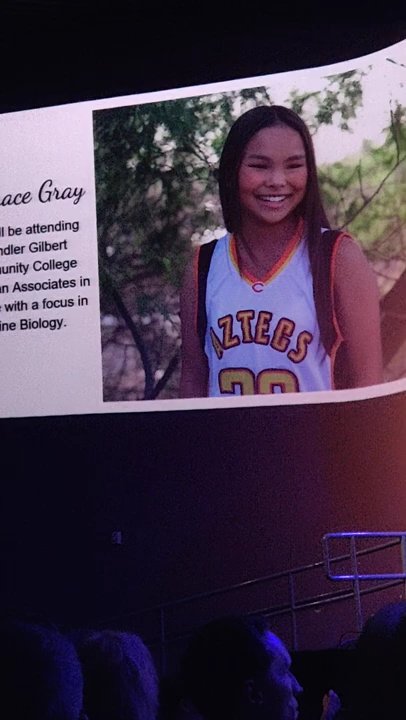 ace Gray
ll be attending
ndler Gilbert
unity College
an Associates in
with a focus in
ine Biology.
C
AZTECS